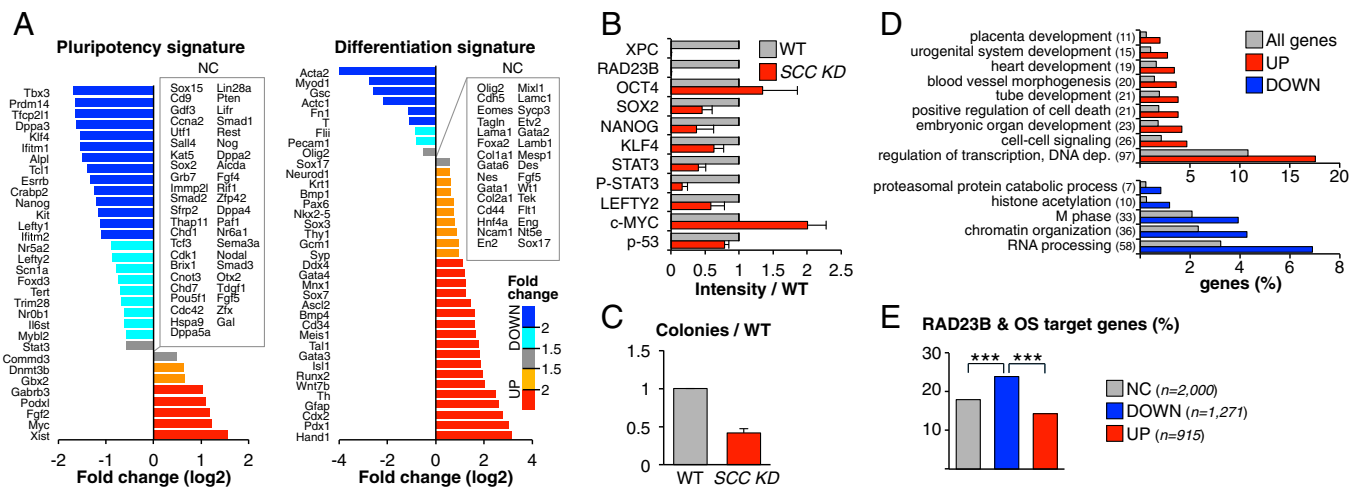 A
Pluripotency signature
NC
Sox15 Lin28a
Cd9 Pten
Gdf3 Lifr
Ccna2 Smad1
Utf1 Rest
Sall4 Nog
Kat5 Dppa2
Sox2 Aicda
Grb7 Fgf4
Immp2l Rif1
Smad2 Zfp42
Sfrp2 Dppa4
Thap11 Paf1
Chd1 Nr6a1
Tcf3 Sema3a
Cdk1 Nodal
Brix1 Smad3
Cnot3 Otx2
Chd7 Tdgf1
Pou5f1 Fgf5
Cdc42 Zfx
Hspa9 Gal
Dppa5a
Tbx3
Prdm14
Tfcp2l1
Dppa3
Klf4
Ifitm1
Alpl
Tcl1
Esrrb
Crabp2
Nanog
Kit
Lefty1
Ifitm2
Nr5a2
Lefty2
Scn1a
Foxd3
Tert
Trim28
Nr0b1
Il6st
Mybl2
Stat3
Commd3
Dnmt3b
Gbx2
Gabrb3
Podxl
Fgf2
Myc
Xist
-2 -1 0 1 2
Fold change (log2)
Differentiation signature
NC
Olig2 Mixl1
Cdh5 Lamc1
Eomes Sycp3
Tagln Etv2
Lama1 Gata2
Foxa2 Lamb1
Col1a1 Mesp1
Gata6 Des
Nes Fgf5
Gata1 Wt1
Col2a1 Tek
Cd44 Flt1
Hnf4a Eng
Ncam1 Nt5e
En2 Sox17
Acta2
Myod1
Gsc
Actc1
Fn1
T
Flii
Pecam1
Olig2
Sox17
Neurod1
Krt1
Bmp1
Pax6
Nkx2-5
Sox3
Thy1
Gcm1
Syp
Ddx4
Gata4
Mnx1
Sox7
Ascl2
Bmp4
Cd34
Meis1
Tal1
Gata3
Isl1
Runx2
Wnt7b
Th
Gfap
Cdx2
Pdx1
Hand1
-4 -2 0 2 4
Fold change (log2)
Fold
change
DOWN
2
1.5
1.5
UP
2
B
WT
SCC KD
XPC
RAD23B
OCT4
SOX2
NANOG
KLF4
STAT3
P-STAT3
LEFTY2
c-MYC
p-53
0 0.5 1 1.5 2 2.5
Intensity / WT
C
Colonies / WT
1.5
1
0.5
0
WT SCC KD
D
All genes
UP
DOWN
placenta development (11)
urogenital system development (15)
heart development (19)
blood vessel morphogenesis (20)
tube development (21)
positive regulation of cell death (21)
embryonic organ development (23)
cell-cell signaling (26)
regulation of transcription, DNA dep. (97)
5 10 15 20
proteasomal protein catabolic process (7)
histone acetylation (10)
M phase (33)
chromatin organization (36)
RNA processing (58)
2 4 6 8
genes (%)
E
RAD23B & OS target genes (%)
30
20
10
*** ***
NC (n=2,000)
DOWN (n=1,271)
UP (n=915)